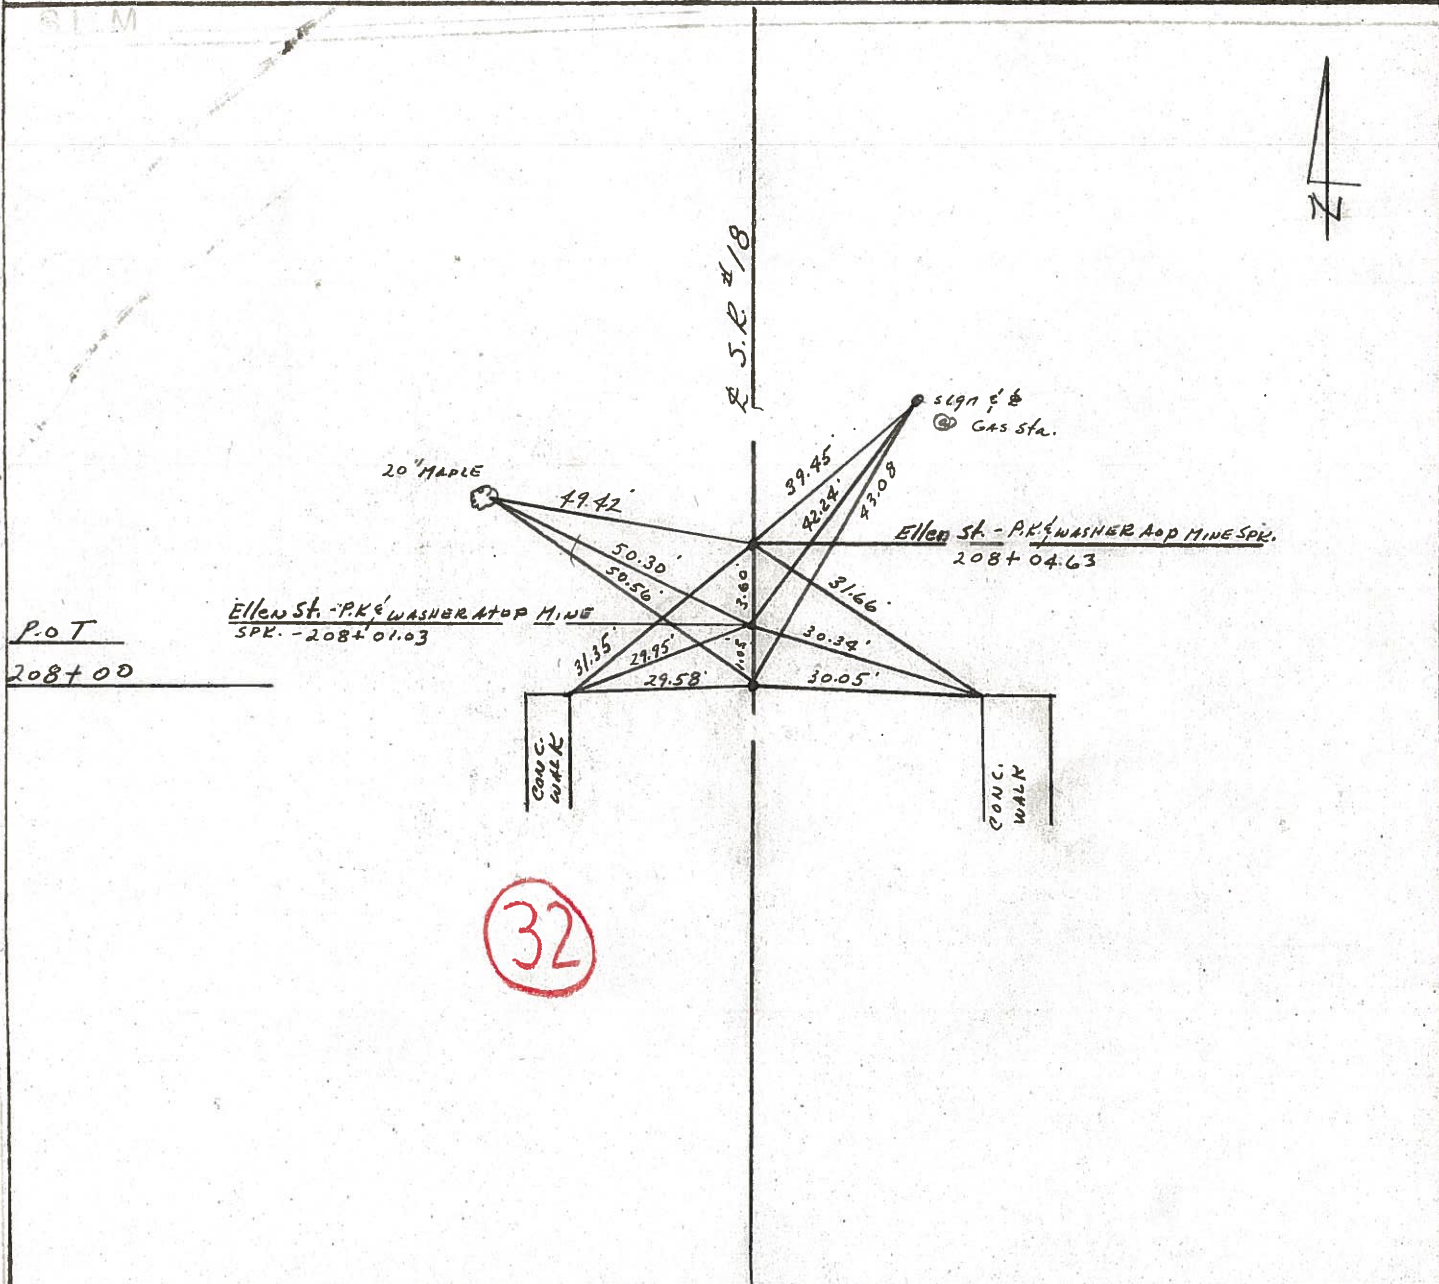 N
℄ S.R. #18
sign & ℄
@ GAS Sta.
20" MAPLE
49.42'
39.45'
42.24'
43.08
Ellen St. - P.K. & WASHER Atop MINE SPK.
208+04.63
50.30'
50.56'
3.60'
31.66'
Ellen St. - P.K. & WASHER Atop MINE
SPK. - 208+01.03
P.O.T
208+00
31.35'
29.95'
1.03'
30.34'
29.58'
30.05'
CONC.
WALK
CONC.
WALK
32